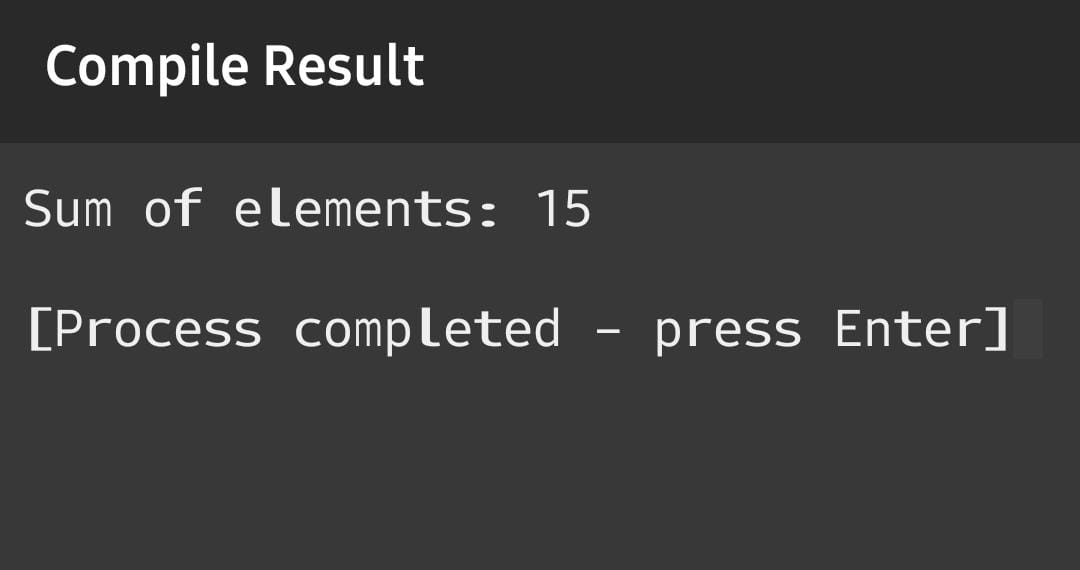 Compile Result
Sum of elements: 15
[Process completed - press Enter]